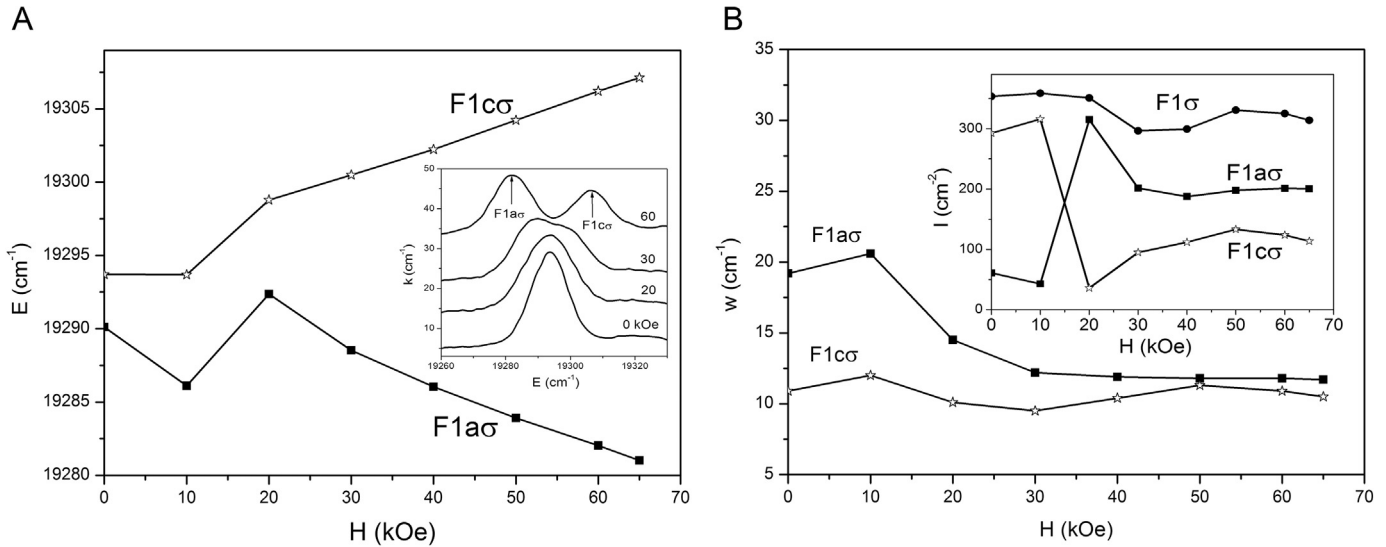 A
E (cm-1)
19305
19300
19295
19290
19285
19280
F1cσ
F1aσ
0 10 20 30 40 50 60 70
H (kOe)
k (cm-1)
50
40
30
20
10
F1aσ
F1cσ
60
30
20
0 kOe
19260 19280 19300 19320
E (cm-1)
B
w (cm-1)
35
30
25
20
15
10
5
F1aσ
F1cσ
0 10 20 30 40 50 60 70
H (kOe)
I (cm-2)
300
200
100
0
F1σ
F1aσ
F1cσ
0 10 20 30 40 50 60 70
H (kOe)